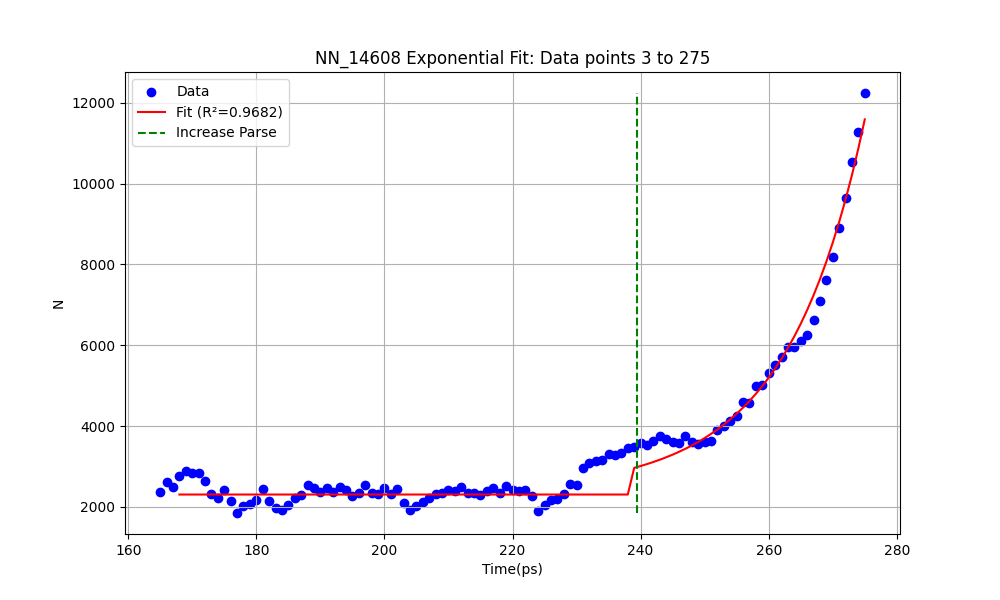 NN_14608 Exponential Fit: Data points 3 to 275
Data
Fit (R²=0.9682)
Increase Parse
12000
10000
8000
6000
4000
2000
N
160 180 200 220 240 260 280
Time(ps)